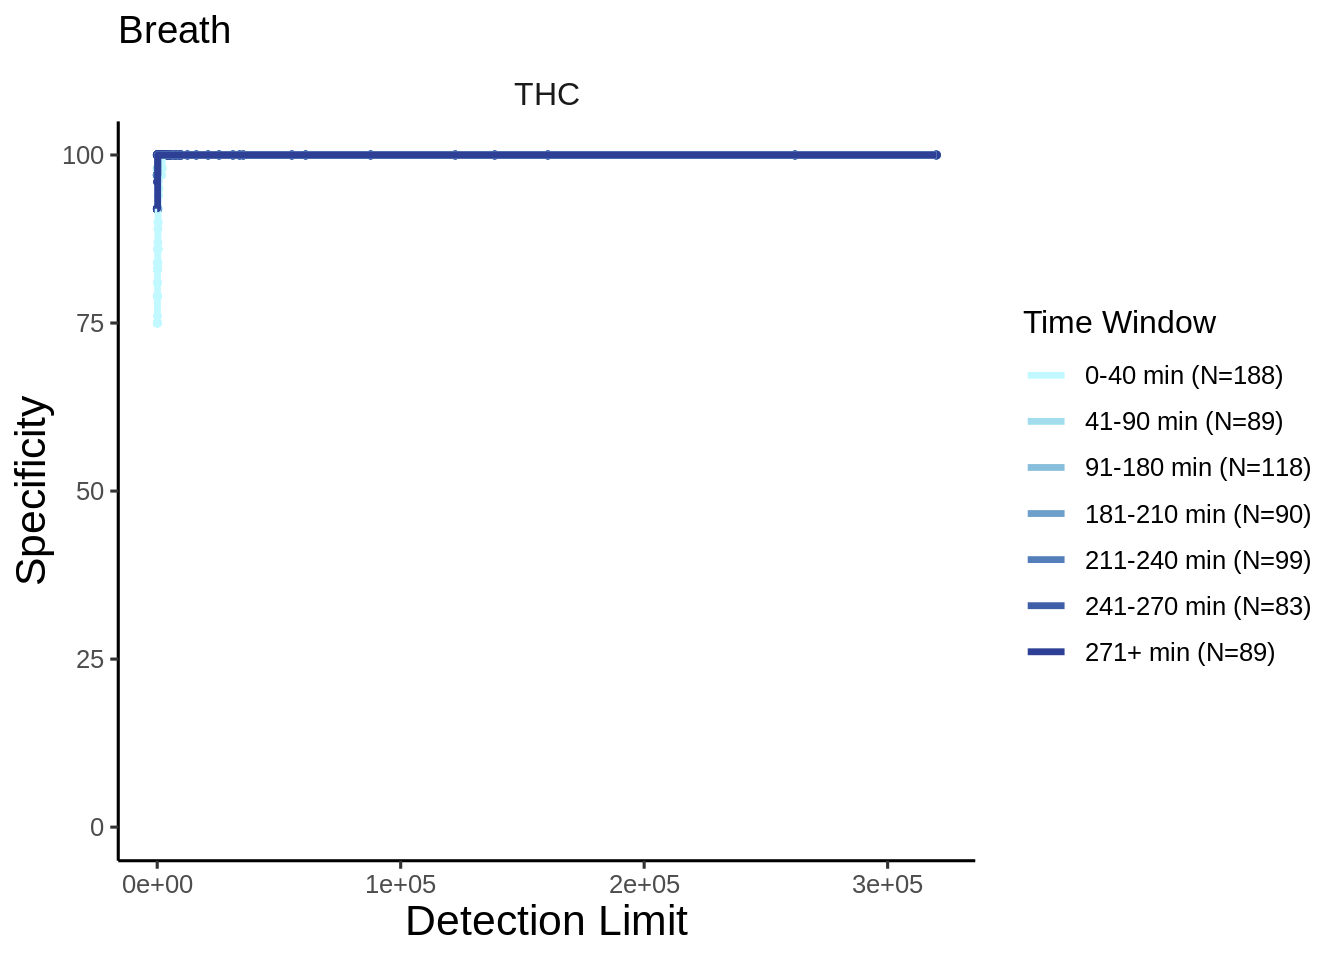 Breath
THC
100
75
50
25
0
Specificity
0e+00 1e+05 2e+05 3e+05
Detection Limit
Time Window
0-40 min (N=188)
41-90 min (N=89)
91-180 min (N=118)
181-210 min (N=90)
211-240 min (N=99)
241-270 min (N=83)
271+ min (N=89)